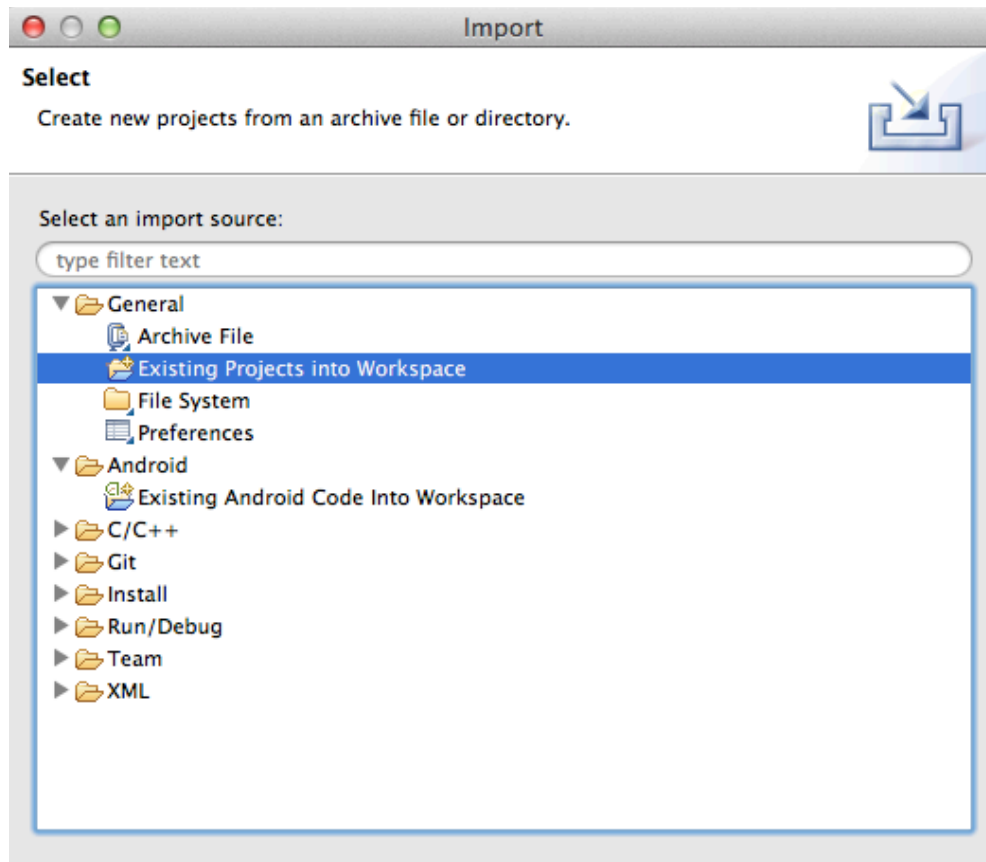 Import
Select
Create new projects from an archive file or directory.
Select an import source:
type filter text
General
Archive File
Existing Projects into Workspace
File System
Preferences
Android
Existing Android Code Into Workspace
C/C++
Git
Install
Run/Debug
Team
XML